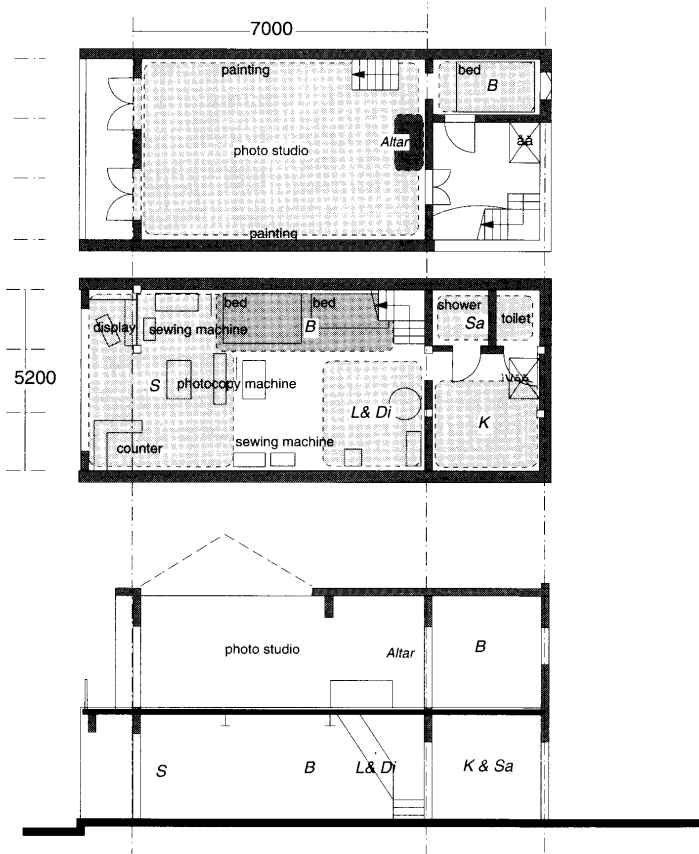 7000
painting
bed
B
photo studio
Altar
ââ
painting
bed
bed
shower
display
sewing machine
B
Sa
toilet
5200
S
photocopy machine
L& Di
K
sewing machine
counter
photo studio
Altar
B
S
B
L& Di
K & Sa